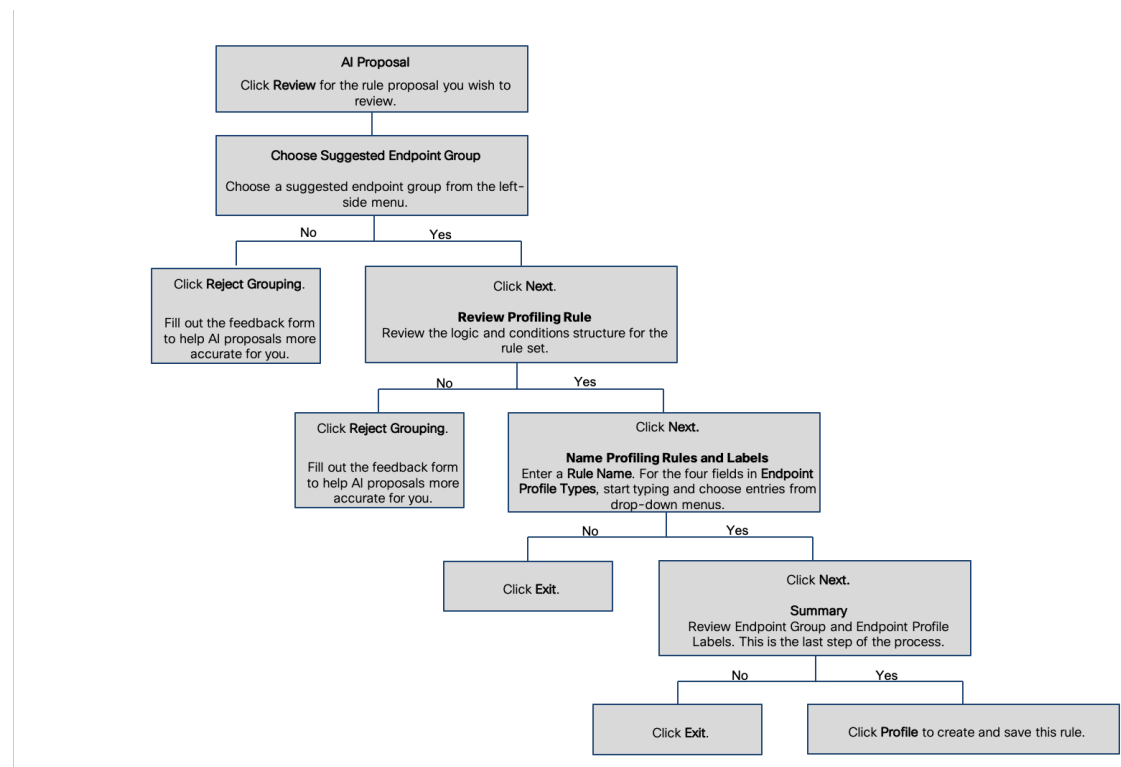 AI Proposal
Click Review for the rule proposal you wish to
review.
Choose Suggested Endpoint Group
Choose a suggested endpoint group from the left-
side menu.
No
Yes
Click Reject Grouping.
Fill out the feedback form
to help AI proposals more
accurate for you.
Click Next.
Review Profiling Rule
Review the logic and conditions structure for the
rule set.
No
Yes
Click Reject Grouping.
Fill out the feedback form
to help AI proposals more
accurate for you.
Click Next.
Name Profiling Rules and Labels
Enter a Rule Name. For the four fields in Endpoint
Profile Types, start typing and choose entries from
drop-down menus.
No
Yes
Click Exit.
Click Next.
Summary
Review Endpoint Group and Endpoint Profile
Labels. This is the last step of the process.
No
Yes
Click Exit.
Click Profile to create and save this rule.